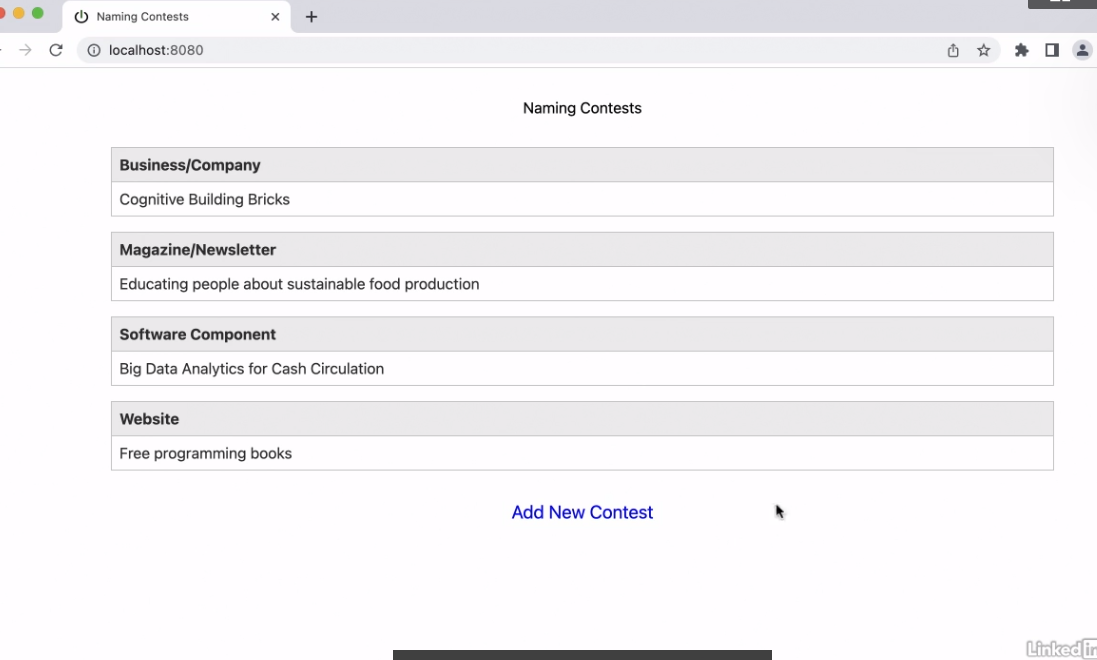 Naming Contests
localhost:8080
Naming Contests
Business/Company
Cognitive Building Bricks
Magazine/Newsletter
Educating people about sustainable food production
Software Component
Big Data Analytics for Cash Circulation
Website
Free programming books
Add New Contest
Linked in